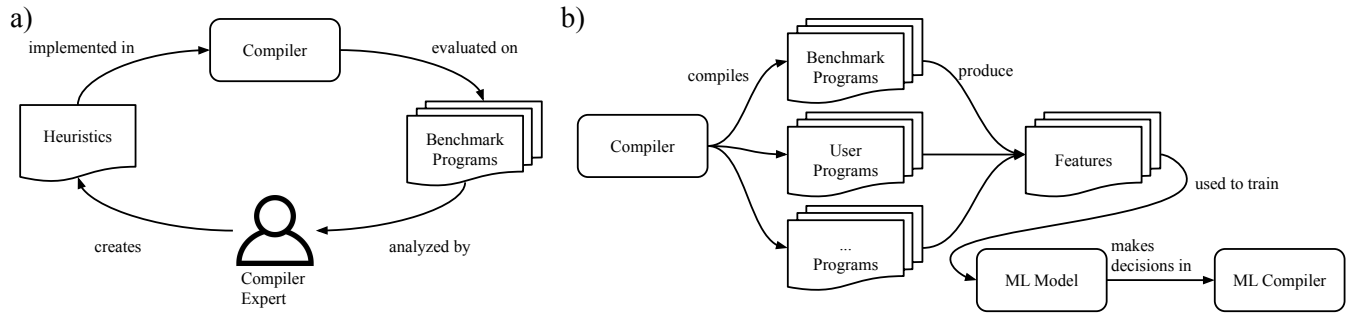 a)
implemented in
Compiler
evaluated on
Heuristics
Benchmark
Programs
creates
analyzed by
Compiler
Expert
b)
compiles
Benchmark
Programs
produce
Compiler
User
Programs
Features
used to train
...
Programs
makes
decisions in
ML Model
ML Compiler